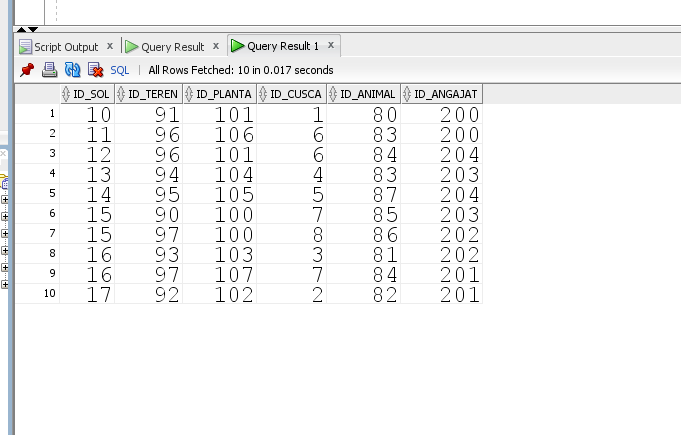 Script Output x Query Result x Query Result 1 x
SQL All Rows Fetched: 10 in 0.017 seconds
ID_SOL ID_TEREN ID_PLANTA ID_CUSCA ID_ANIMAL ID_ANGAJAT
1 10 91 101 1 80 200
2 11 96 106 6 83 200
3 12 96 101 6 84 204
4 13 94 104 4 83 203
5 14 95 105 5 87 204
6 15 90 100 7 85 203
7 15 97 100 8 86 202
8 16 93 103 3 81 202
9 16 97 107 7 84 201
10 17 92 102 2 82 201